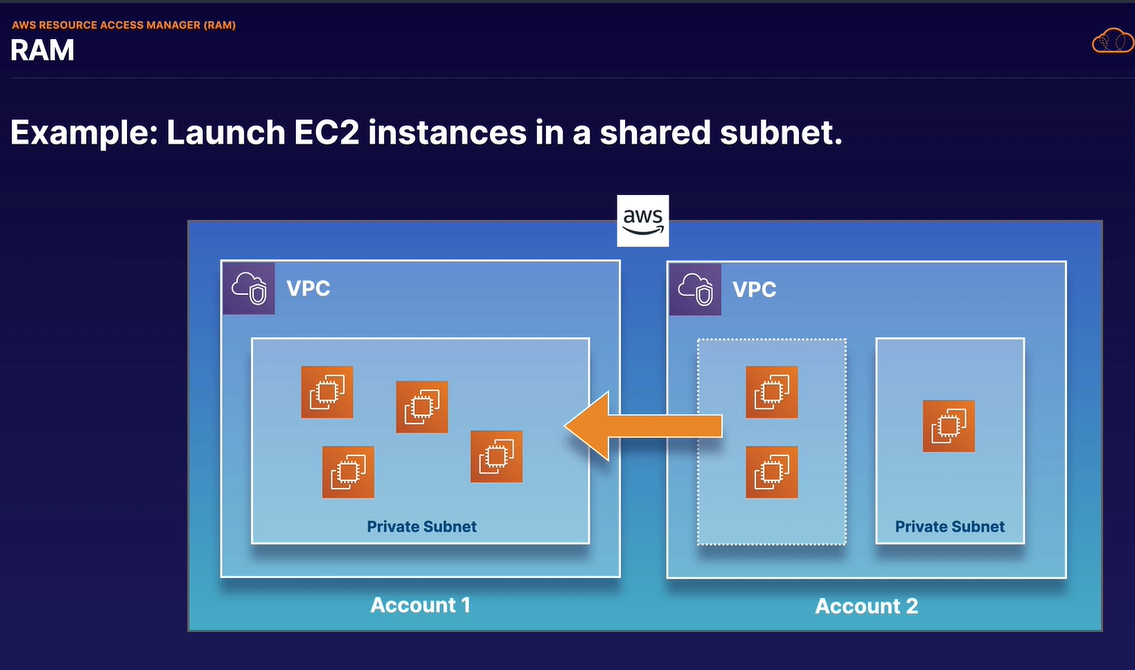 AWS RESOURCE ACCESS MANAGER (RAM)
RAM
Example: Launch EC2 instances in a shared subnet.
aws
VPC
VPC
Private Subnet
Private Subnet
Account 1
Account 2